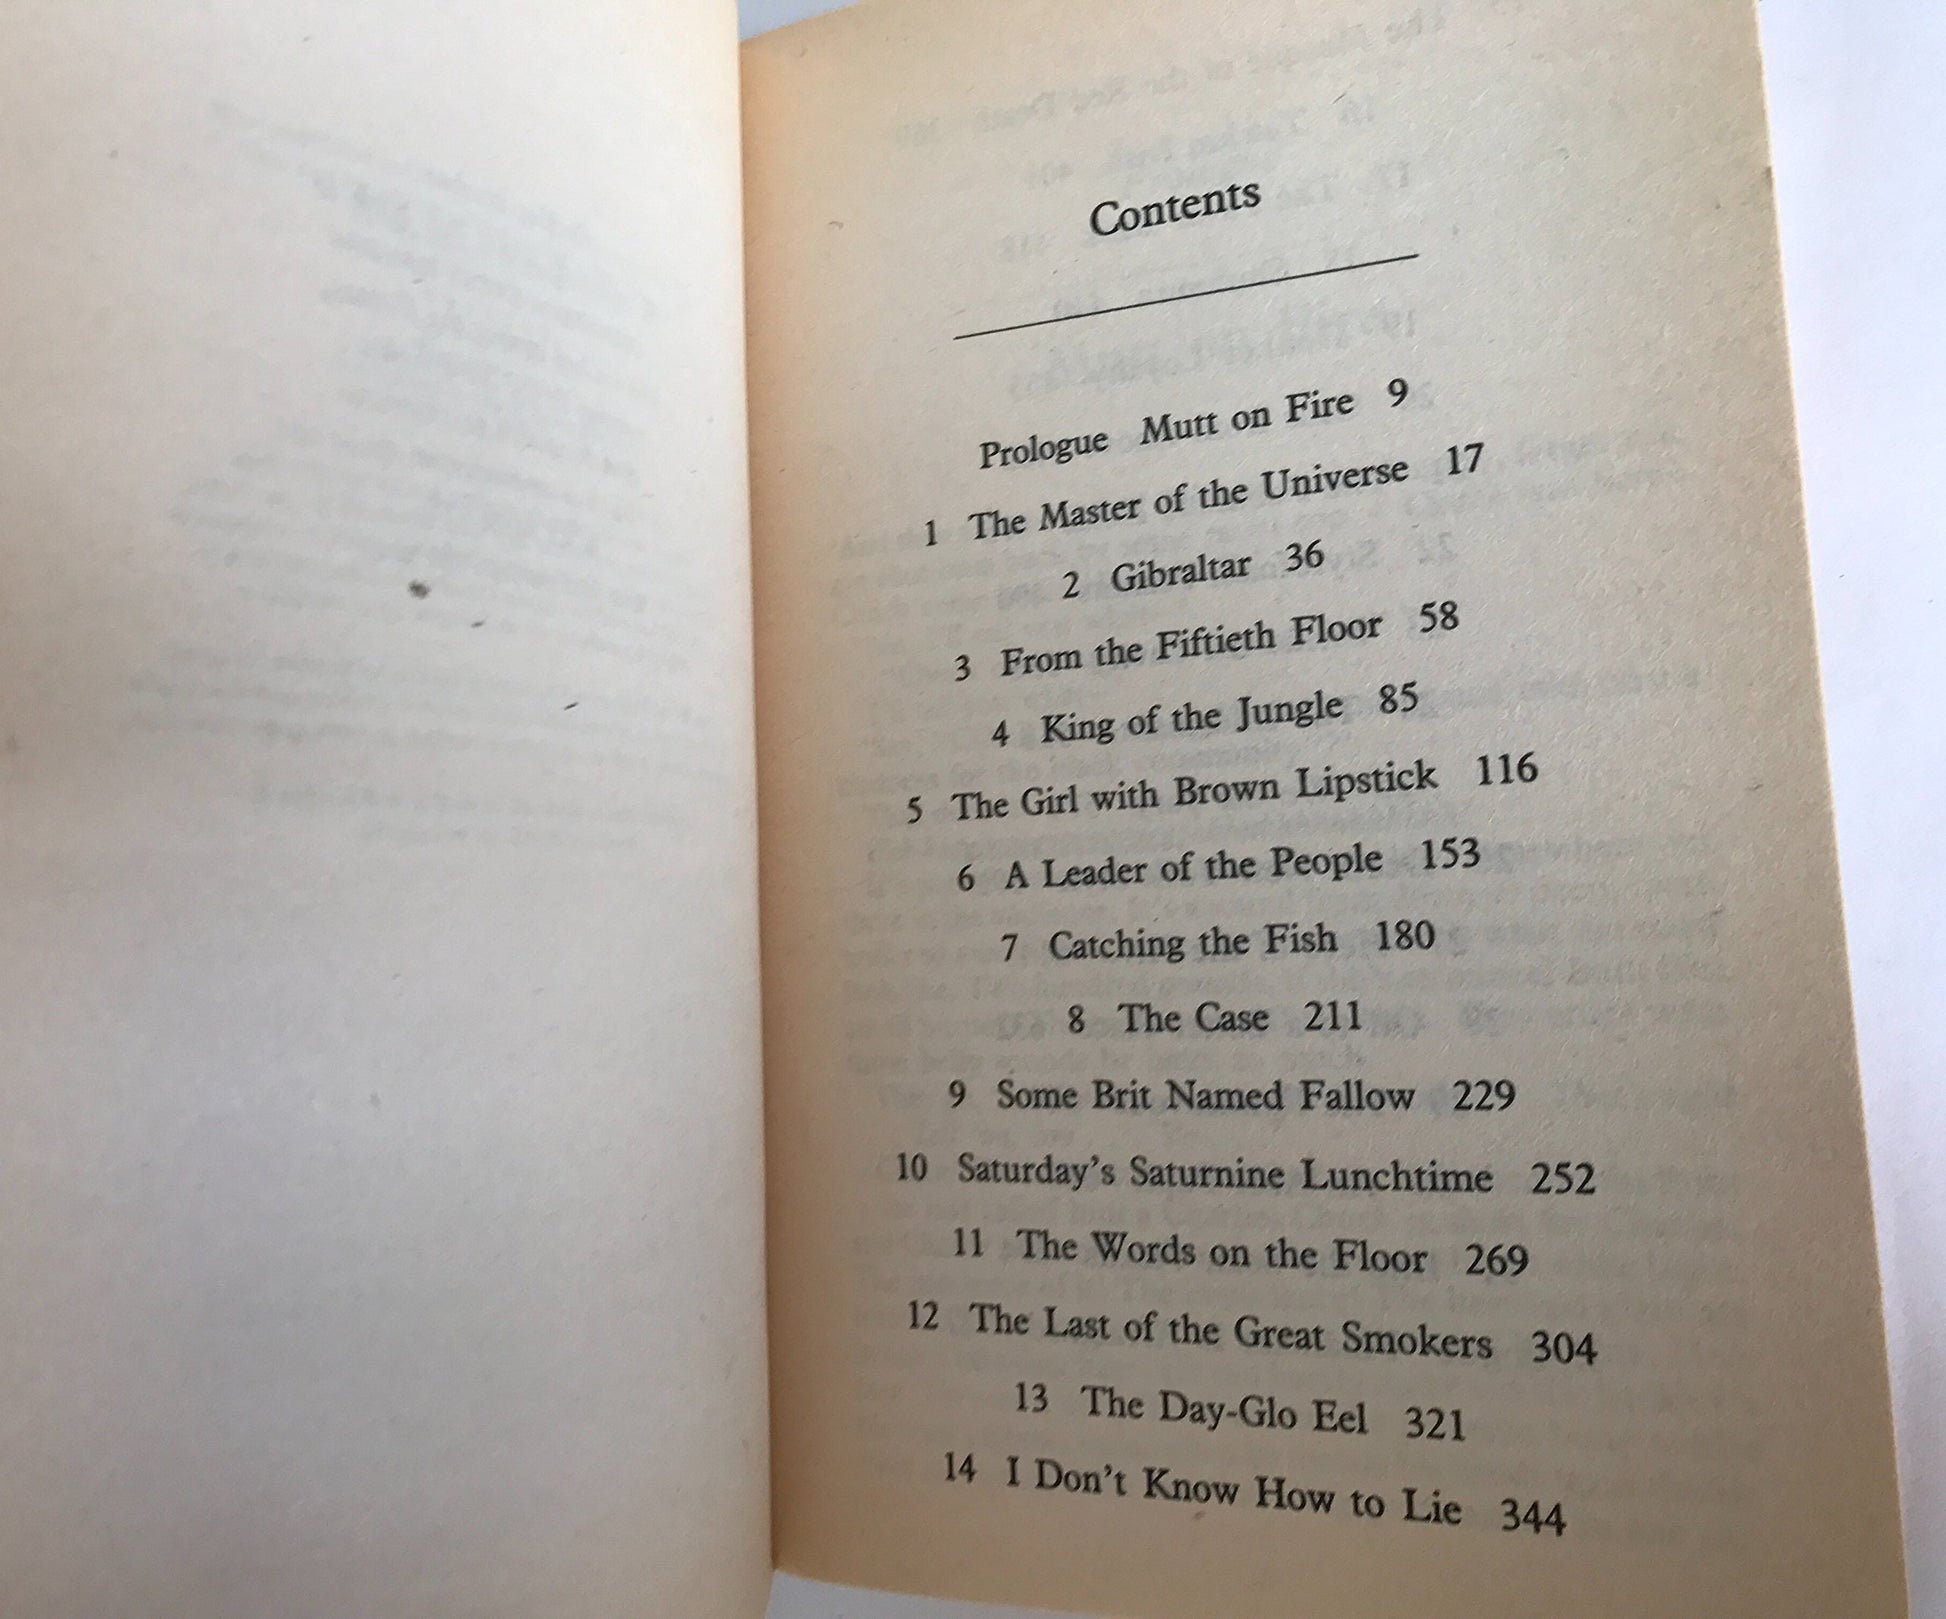 Contents
Prologue Mutt on Fire 9
1 The Master of the Universe 17
2 Gibraltar 36
3 From the Fiftieth Floor 58
4 King of the Jungle 85
5 The Girl with Brown Lipstick 116
6 A Leader of the People 153
7 Catching the Fish 180
8 The Case 211
9 Some Brit Named Fallow 229
10 Saturday's Saturnine Lunchtime 252
11 The Words on the Floor 269
12 The Last of the Great Smokers 304
13 The Day-Glo Eel 321
14 I Don't Know How to Lie 344